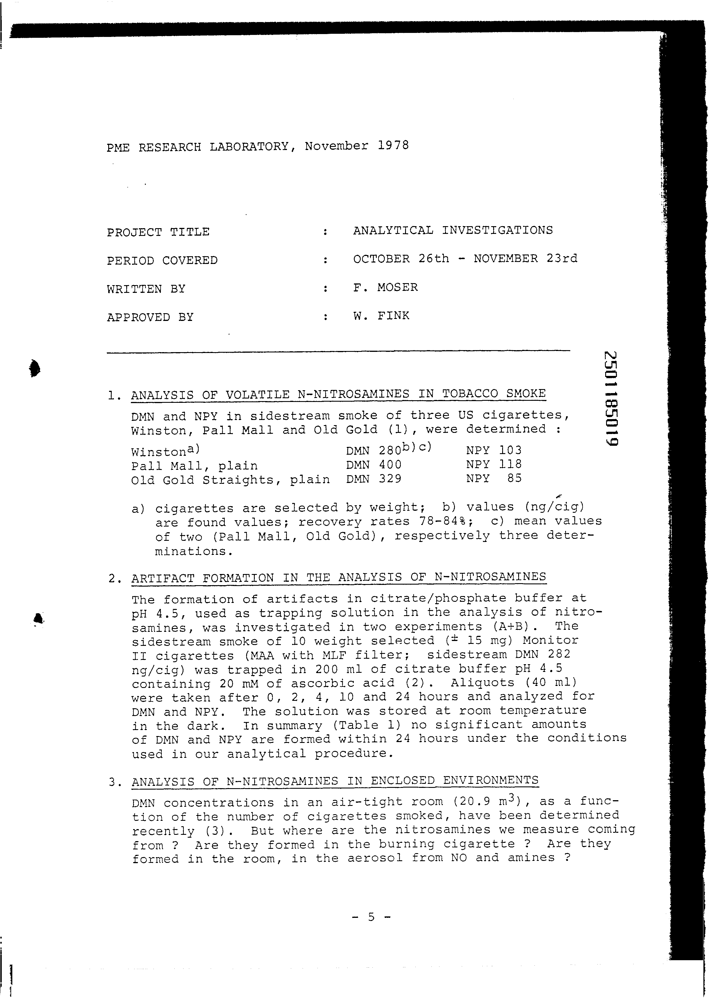 PME RESEARCH LABORATORY, November 1978
PROJECT TITLE : ANALYTICAL INVESTIGATIONS
PERIOD COVERED : OCTOBER 26th - NOVEMBER 23rd
WRITTEN BY : F. MOSER
APPROVED BY : W. FINK
2501185019
1. ANALYSIS OF VOLATILE N-NITROSAMINES IN TOBACCO SMOKE
DMN and NPY in sidestream smoke of three US cigarettes,
Winston, Pall Mall and Old Gold (1), were determined :
Winston a) DMN 280 b) c) NPY 103
Pall Mall, plain DMN 400 NPY 118
Old Gold Straights, plain DMN 329 NPY 85
a) cigarettes are selected by weight; b) values (ng/cig)
are found values; recovery rates 78-84%; c) mean values
of two (Pall Mall, Old Gold), respectively three deter-
minations.
2. ARTIFACT FORMATION IN THE ANALYSIS OF N-NITROSAMINES
The formation of artifacts in citrate/phosphate buffer at
pH 4.5, used as trapping solution in the analysis of nitro-
samines, was investigated in two experiments (A+B). The
sidestream smoke of 10 weight selected (± 15 mg) Monitor
II cigarettes (MAA with MLF filter; sidestream DMN 282
ng/cig) was trapped in 200 ml of citrate buffer pH 4.5
containing 20 mM of ascorbic acid (2). Aliquots (40 ml)
were taken after 0, 2, 4, 10 and 24 hours and analyzed for
DMN and NPY. The solution was stored at room temperature
in the dark. In summary (Table 1) no significant amounts
of DMN and NPY are formed within 24 hours under the conditions
used in our analytical procedure.
3. ANALYSIS OF N-NITROSAMINES IN ENCLOSED ENVIRONMENTS
DMN concentrations in an air-tight room (20.9 m3), as a func-
tion of the number of cigarettes smoked, have been determined
recently (3). But where are the nitrosamines we measure coming
from ? Are they formed in the burning cigarette ? Are they
formed in the room, in the aerosol from NO and amines ?
- 5 -